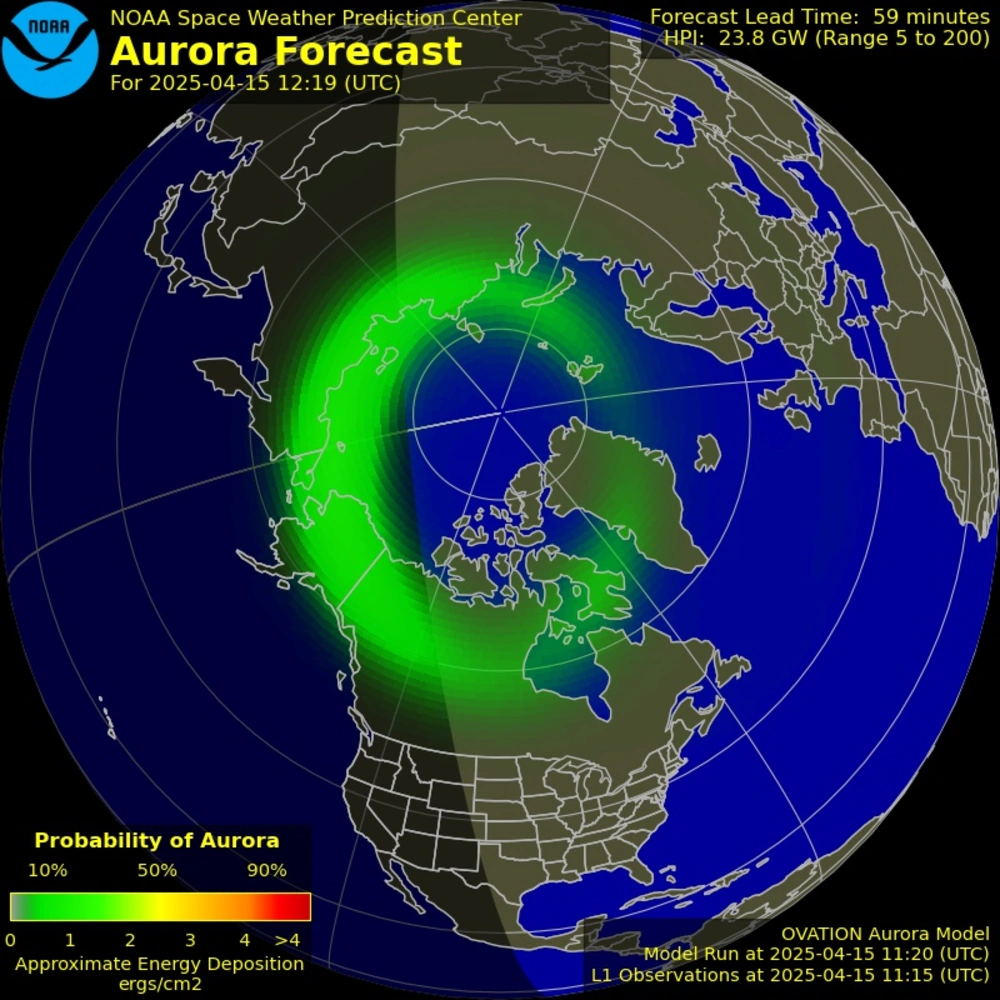 NOAA
NOAA Space Weather Prediction Center
Aurora Forecast
For 2025-04-15 12:19 (UTC)
Forecast Lead Time: 59 minutes
HPI: 23.8 GW (Range 5 to 200)
Probability of Aurora
10% 50% 90%
0 1 2 3 4 >4
Approximate Energy Deposition
ergs/cm2
OVATION Aurora Model
Model Run at 2025-04-15 11:20 (UTC)
L1 Observations at 2025-04-15 11:15 (UTC)